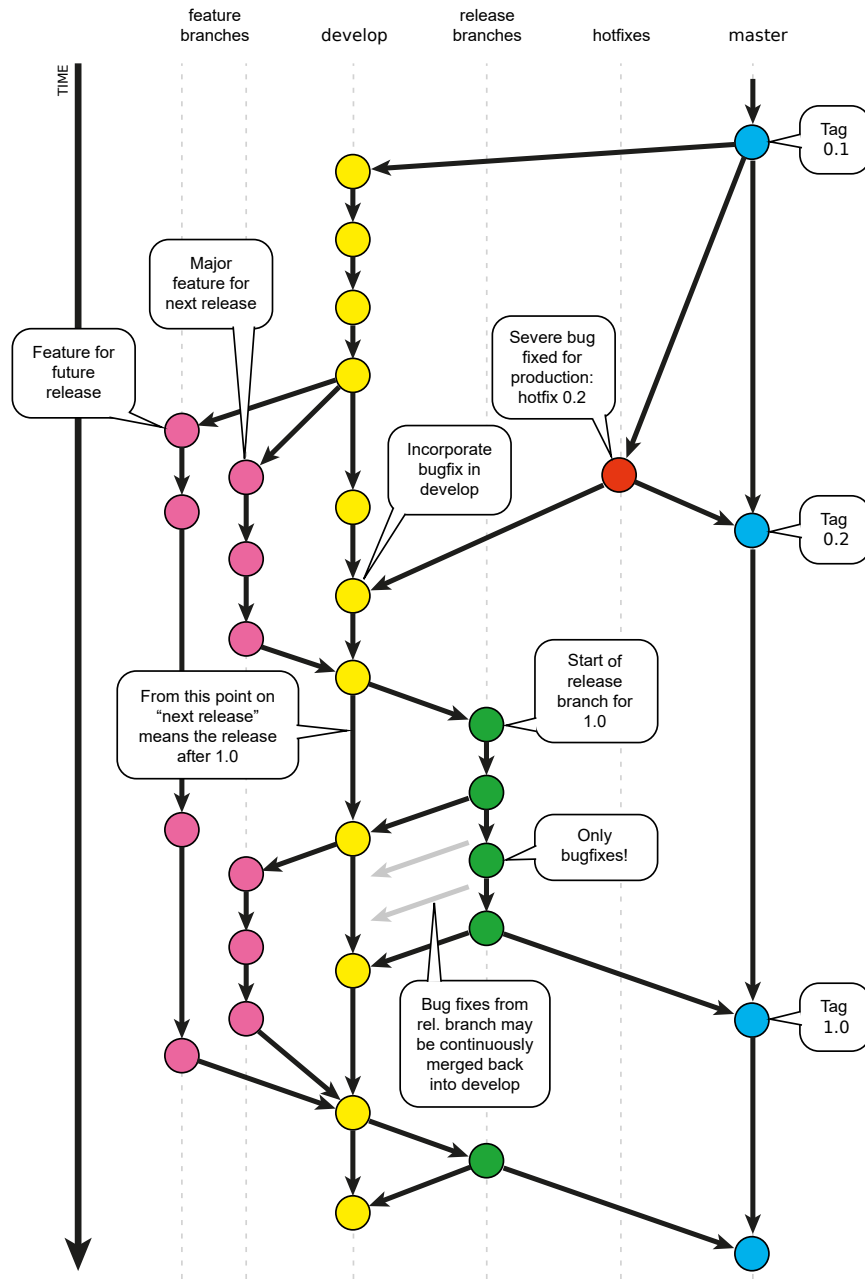 feature
branches
develop
release
branches
hotfixes
master
TIME
Tag
0.1
Major
feature for
next release
Feature for
future
release
Severe bug
fixed for
production:
hotfix 0.2
Incorporate
bugfix in
develop
Tag
0.2
Start of
release
branch for
1.0
From this point on
“next release”
means the release
after 1.0
Only
bugfixes!
Bug fixes from
rel. branch may
be continuously
merged back
into develop
Tag
1.0